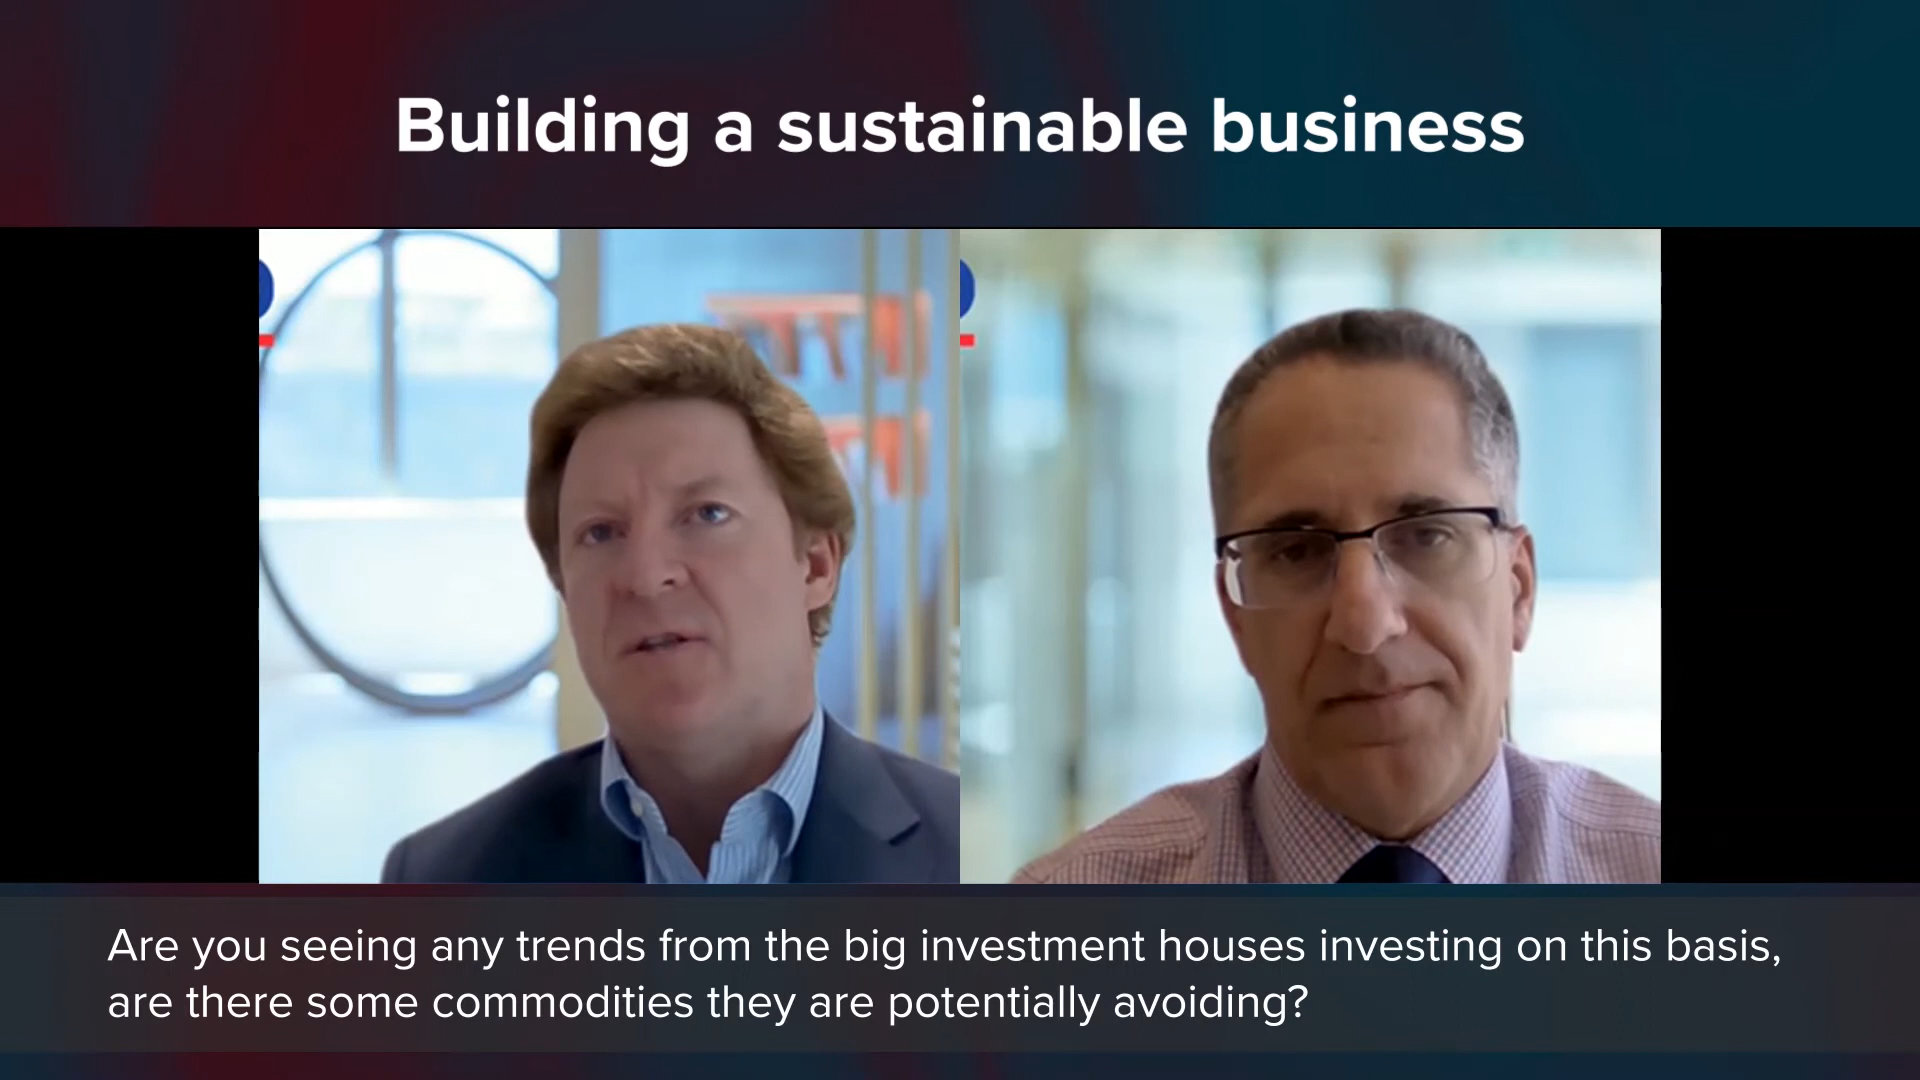 Building a sustainable business
Are you seeing any trends from the big investment houses investing on this basis,
are there some commodities they are potentially avoiding?